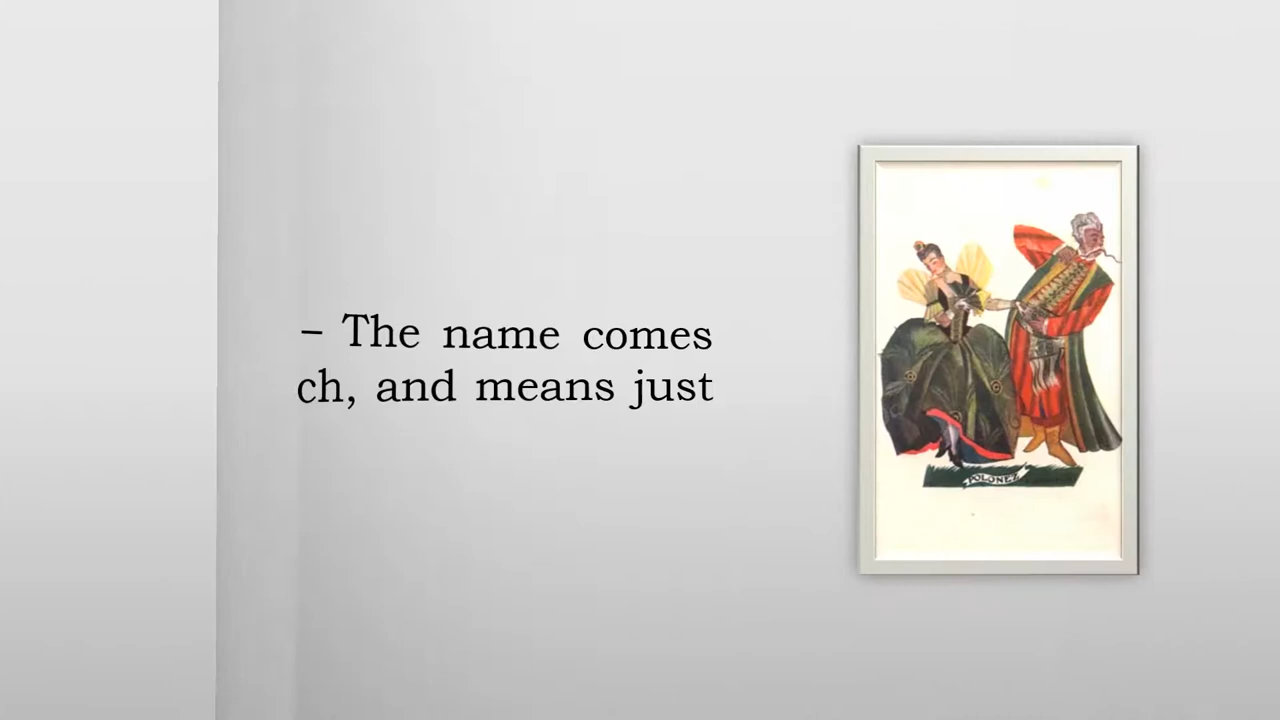 – The name comes
ch, and means just
POLONEZ